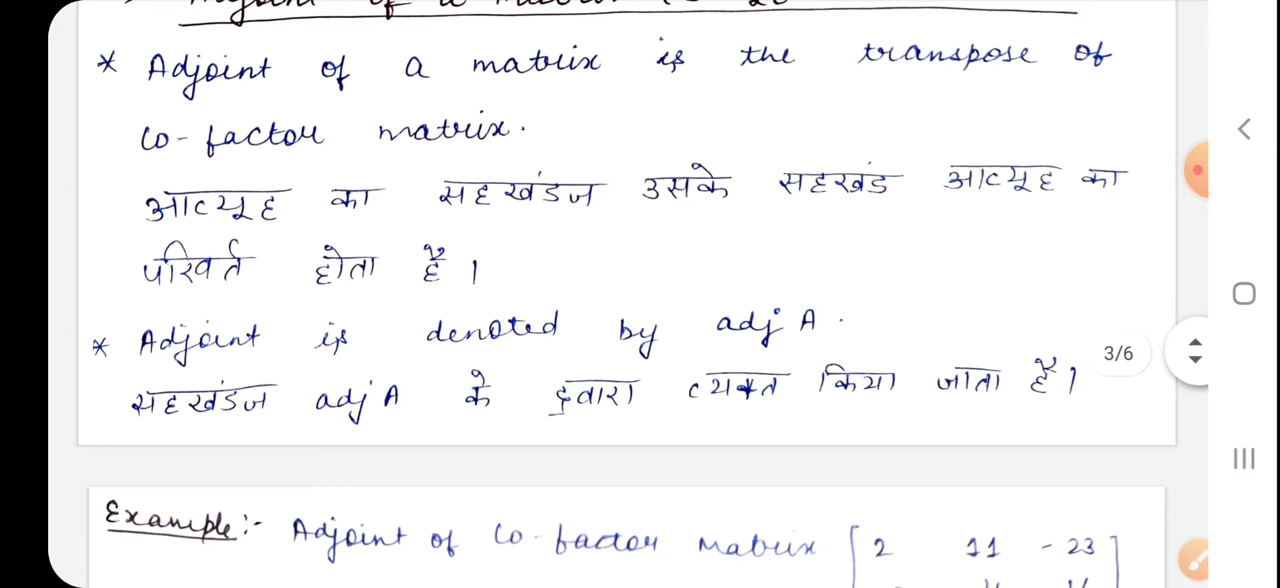 * Adjoint of a matrix is the transpose of
Co-factor matrix.
आव्यूह का सहखंडज उसके सहखंड आव्यूह का
परिवर्त होता है।
* Adjoint is denoted by adj A.
3/6
सहखंडज adj A के द्वारा व्यक्त किया जाता है।
Example:- Adjoint of Co-factor Matrix [2 11 -23]